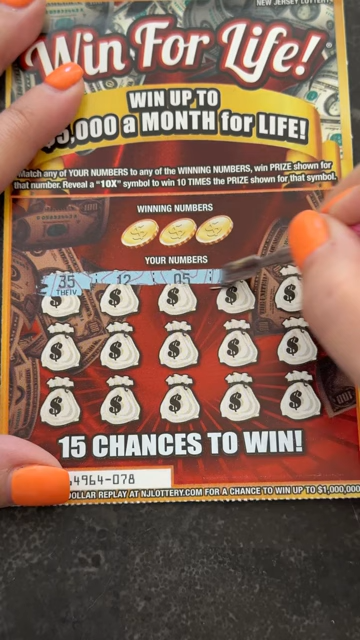 NEW JERSEY LOTTERY
Win For Life!
WIN UP TO
$5,000 a MONTH for LIFE!
Match any of YOUR NUMBERS to any of the WINNING NUMBERS, win PRIZE shown for
that number. Reveal a "10X" symbol to win 10 TIMES the PRIZE shown for that symbol.
WINNING NUMBERS
YOUR NUMBERS
35 12 05
THFIV
15 CHANCES TO WIN!
64964-078
DOLLAR REPLAY AT NJLOTTERY.COM FOR A CHANCE TO WIN UP TO $1,000,000